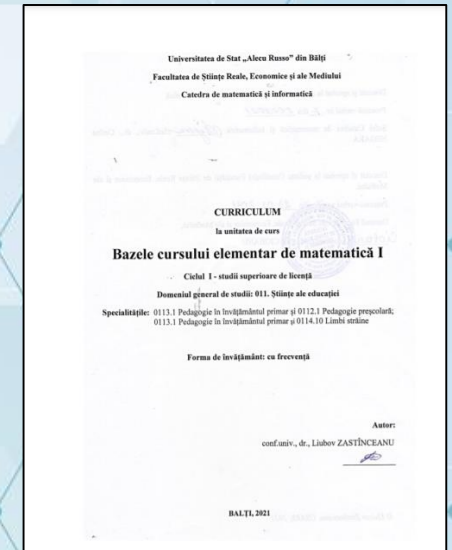 Universitatea de Stat „Alecu Russo” din Bălți
Facultatea de Științe Reale, Economice și ale Mediului
Catedra de matematică și informatică
CURRICULUM
la unitatea de curs
Bazele cursului elementar de matematică I
Ciclul I - studii superioare de licență
Domeniul general de studii: 011. Științe ale educației
Specialitățile: 0113.1 Pedagogie în învățământul primar și 0112.1 Pedagogie preșcolară;
0113.1 Pedagogie în învățământul primar și 0114.10 Limbi străine
Forma de învățământ: cu frecvență
Autor:
conf.univ., dr., Liubov ZASTÎNCEANU
BALȚI, 2021